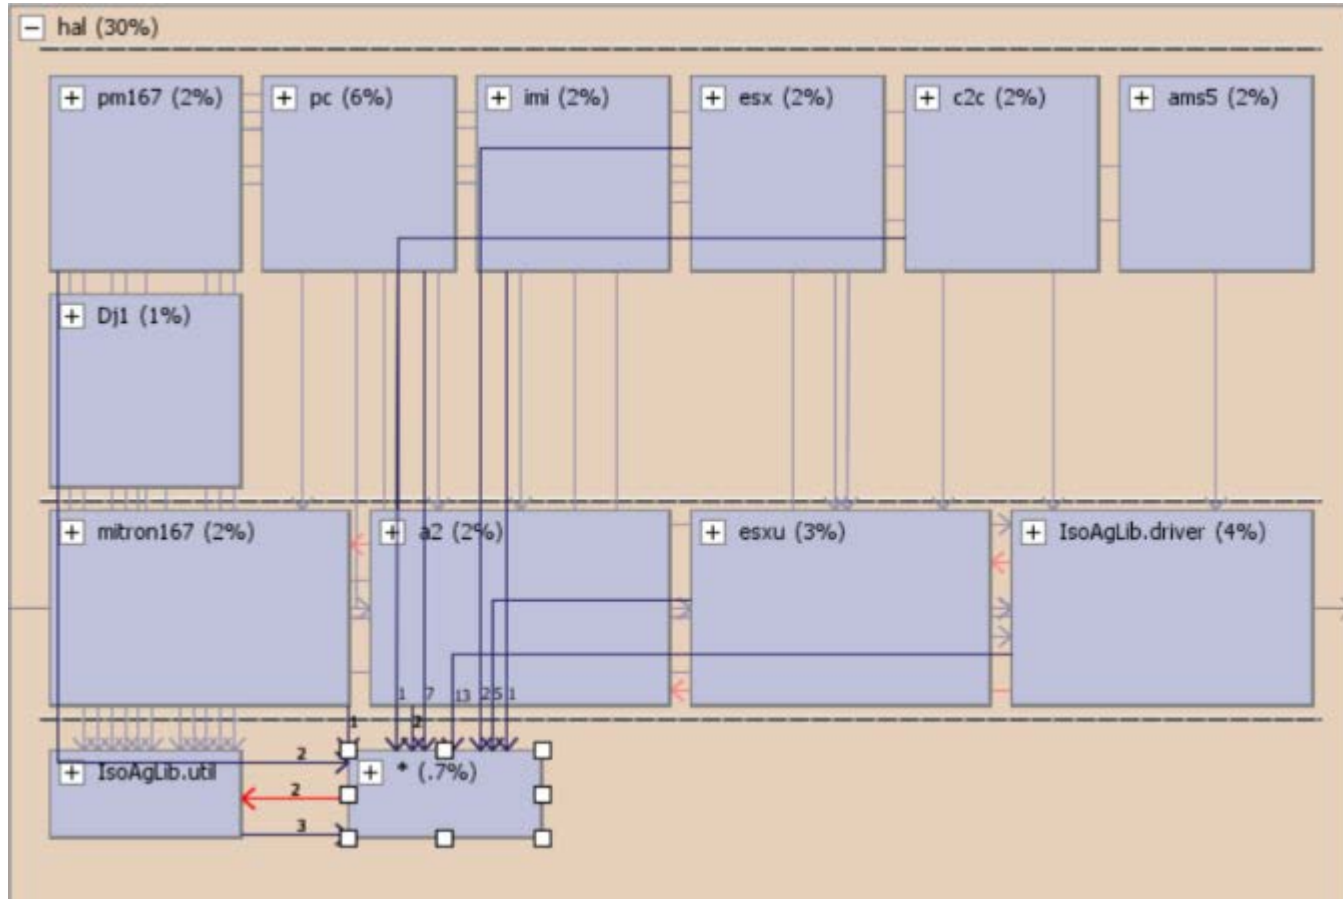 − hal (30%)
+ pm167 (2%)
+ pc (6%)
+ imi (2%)
+ esx (2%)
+ c2c (2%)
+ ams5 (2%)
+ Dj1 (1%)
+ mitron167 (2%)
+ a2 (2%)
+ esxu (3%)
+ IsoAgLib.driver (4%)
1 7 13 2 5 1
1 2
+ IsoAgLib.util
2
+ * (.7%)
2
3